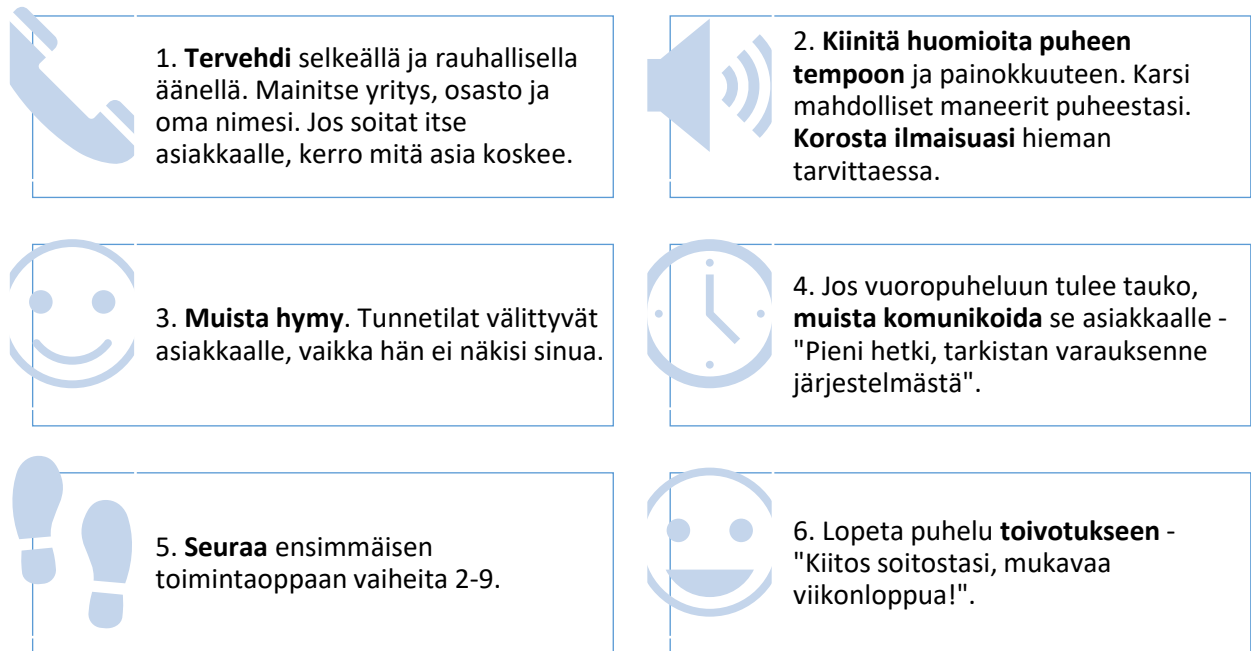 1. Tervehdi selkeällä ja rauhallisella
äänellä. Mainitse yritys, osasto ja
oma nimesi. Jos soitat itse
asiakkaalle, kerro mitä asia koskee.
2. Kiinitä huomioita puheen
tempoon ja painokkuuteen. Karsi
mahdolliset maneerit puheestasi.
Korosta ilmaisuasi hieman
tarvittaessa.
3. Muista hymy. Tunnetilat välittyvät
asiakkaalle, vaikka hän ei näkisi sinua.
4. Jos vuoropuheluun tulee tauko,
muista komunikoida se asiakkaalle -
"Pieni hetki, tarkistan varauksenne
järjestelmästä".
5. Seuraa ensimmäisen
toimintaoppaan vaiheita 2-9.
6. Lopeta puhelu toivotukseen -
"Kiitos soitostasi, mukavaa
viikonloppua!".